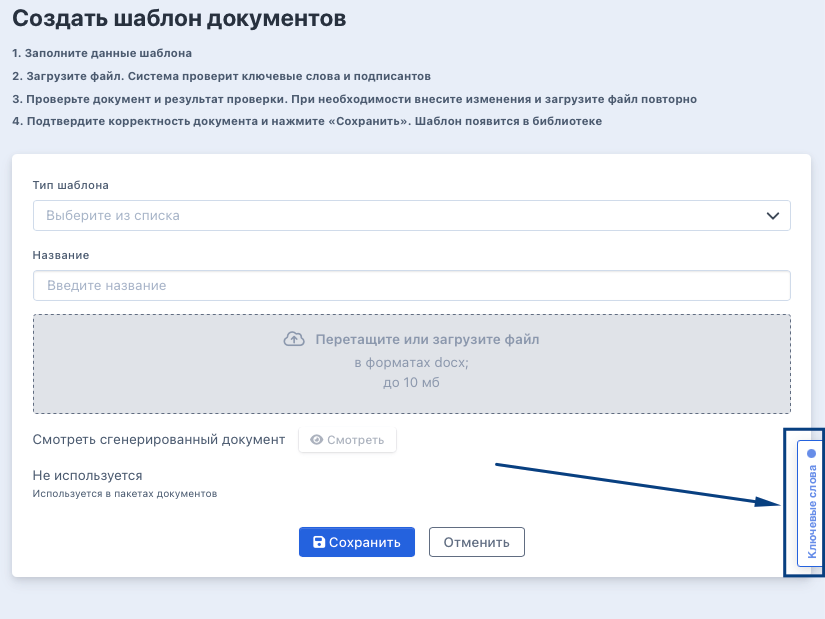 Создать шаблон документов
1. Заполните данные шаблона
2. Загрузите файл. Система проверит ключевые слова и подписантов
3. Проверьте документ и результат проверки. При необходимости внесите изменения и загрузите файл повторно
4. Подтвердите корректность документа и нажмите «Сохранить». Шаблон появится в библиотеке
Тип шаблона
Выберите из списка
Название
Введите название
Перетащите или загрузите файл
в форматах docx;
до 10 мб
Смотреть сгенерированный документ Смотреть
Не используется
Используется в пакетах документов
Ключевые слова
Сохранить Отменить